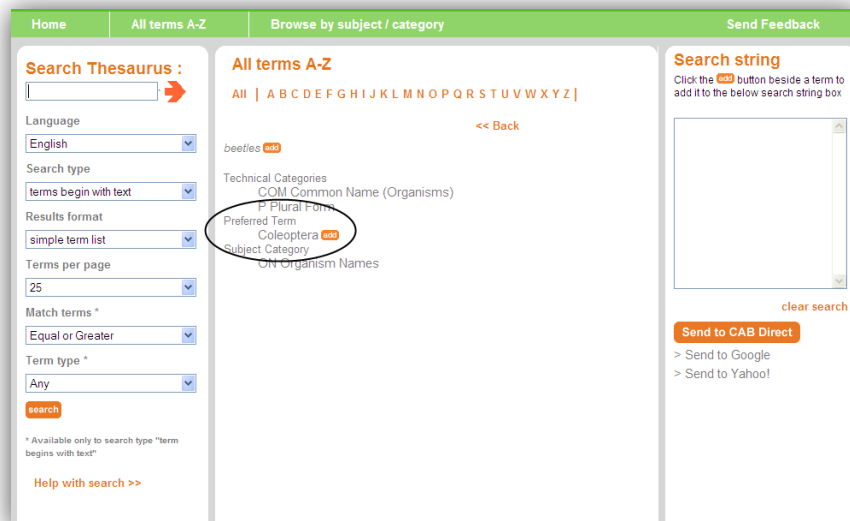 Home All terms A-Z Browse by subject / category Send Feedback
Search Thesaurus :
Language
English
Search type
terms begin with text
Results format
simple term list
Terms per page
25
Match terms *
Equal or Greater
Term type *
Any
search
* Available only to search type "term
begins with text"
Help with search >>
All terms A-Z
All | A B C D E F G H I J K L M N O P Q R S T U V W X Y Z |
<< Back
beetles add
Technical Categories
COM Common Name (Organisms)
P Plural Form
Preferred Term
Coleoptera add
Subject Category
ON Organism Names
Search string
Click the add button beside a term to
add it to the below search string box
clear search
Send to CAB Direct
> Send to Google
> Send to Yahoo!